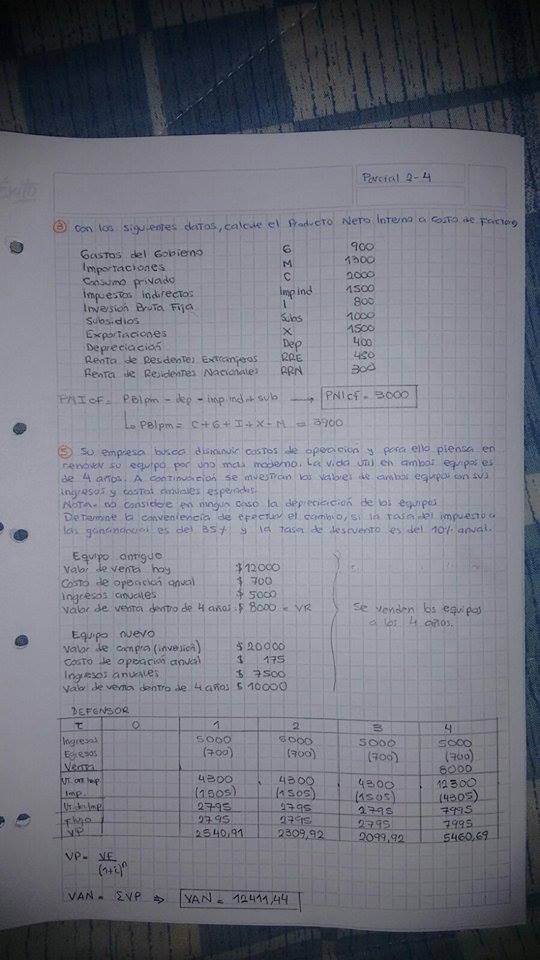 Éxito
Parcial 2-4
③ Con los siguientes datos, calcule el Producto Neto Interno a costo de factores
Gastos del Gobierno G 900
Importaciones M 1300
Consumo privado C 2000
Impuestos indirectos Imp.ind 1500
Inversion Bruta Fija I 800
Subsidios Subs 1000
Exportaciones X 1500
Depreciación Dep 400
Renta de Residentes Extranjeros RRE 450
Renta de Residentes Nacionales RRN 300
PNIcf = PBIpm - dep - imp.ind + sub → PNIcf = 3000
↳ PBIpm = C + G + I + X - M = 3900
⑤ Su empresa busca disminuir costos de operación y para ello piensa en
renovar su equipo por uno mas moderno. La vida util en ambos equipos es
de 4 años. A continuación se muestran los valores de ambos equipos con sus
ingresos y costos anuales esperados:
NOTA - no considere en ningun caso la depreciación de los equipos
Determine la conveniencia de efectuar el cambio, si la tasa del impuesto a
las ganancias es del 35% y la tasa de descuento es del 10% anual.
Equipo antiguo
Valor de venta hoy $ 12000
Costo de operación anual $ 700
Ingresos anuales $ 5000
Valor de venta dentro de 4 años $ 8000 = VR
Se venden los equipos
a los 4 años.
Equipo nuevo
Valor de compra (inversión) $ 20000
Costo de operación anual $ 175
Ingresos anuales $ 7500
Valor de venta dentro de 4 años $ 10000
DEFENSOR
t 0 1 2 3 4
Ingresos 5000 5000 5000 5000
Egresos (700) (700) (700) (700)
Venta 8000
Ut. ant. Imp. 4300 4300 4300 12300
Imp. (1505) (1505) (1505) (4305)
Ut. des. Imp. 2795 2795 2795 7995
Flujo 2795 2795 2795 7995
VP 2540,91 2309,92 2099,92 5460,69
VP = VF/(1+i)^n
VAN = ΣVP ⇒ VAN = 12411,44